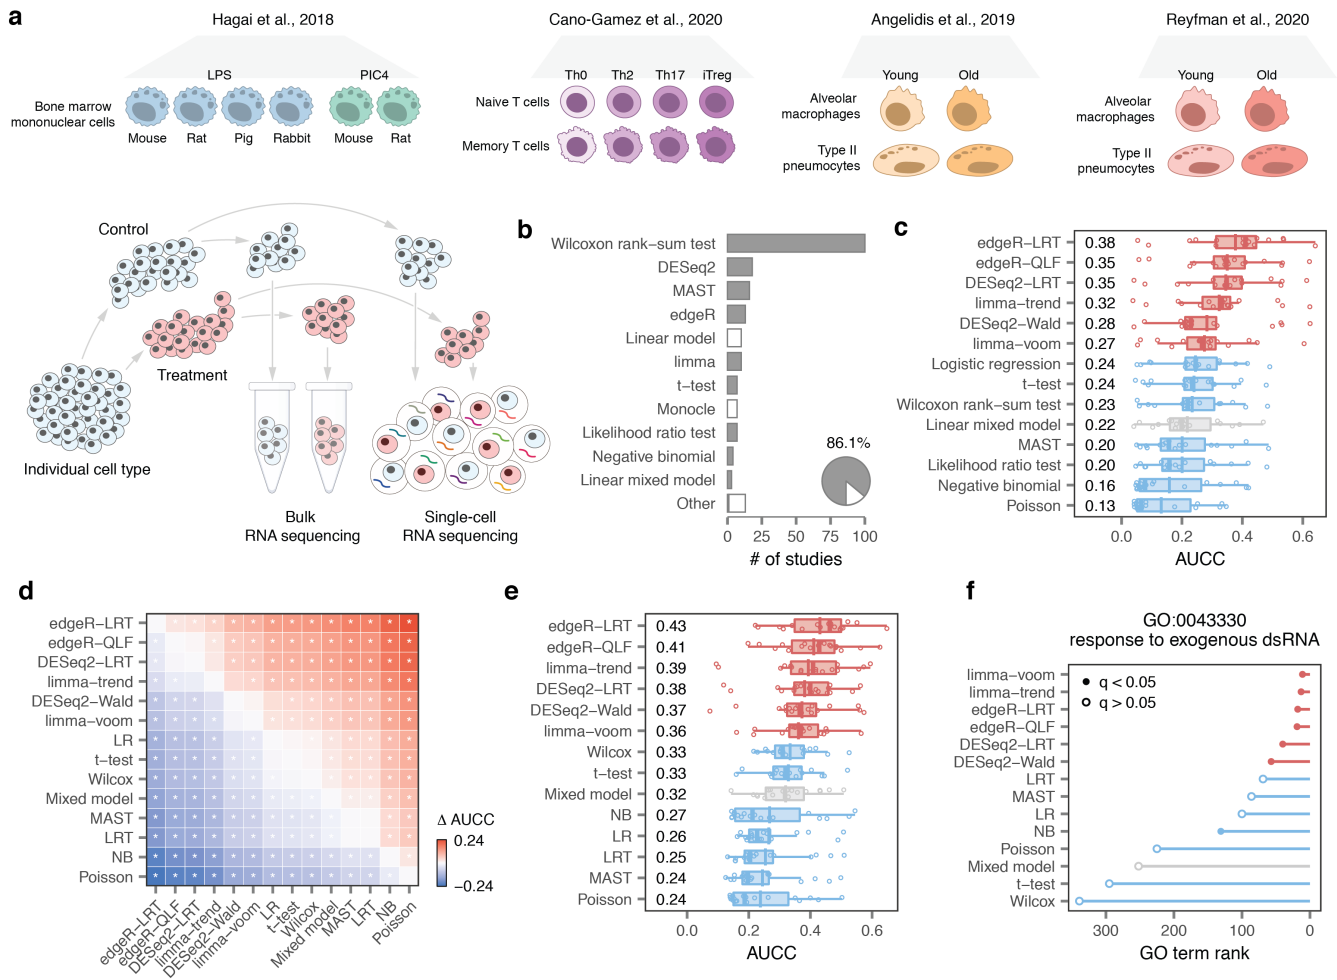 a
Hagai et al., 2018
Cano-Gamez et al., 2020
Angelidis et al., 2019
Reyfman et al., 2020
LPS
PIC4
Bone marrow
mononuclear cells
Mouse
Rat
Pig
Rabbit
Mouse
Rat
Th0
Th2
Th17
iTreg
Naive T cells
Memory T cells
Young
Old
Alveolar
macrophages
Type II
pneumocytes
Young
Old
Alveolar
macrophages
Type II
pneumocytes
Control
Treatment
Individual cell type
Bulk
RNA sequencing
Single-cell
RNA sequencing
b
Wilcoxon rank−sum test
DESeq2
MAST
edgeR
Linear model
limma
t−test
Monocle
Likelihood ratio test
Negative binomial
Linear mixed model
Other
86.1%
0
25
50
75
100
# of studies
c
edgeR−LRT 0.38
edgeR−QLF 0.35
DESeq2−LRT 0.35
limma−trend 0.32
DESeq2−Wald 0.28
limma−voom 0.27
Logistic regression 0.24
t−test 0.24
Wilcoxon rank−sum test 0.23
Linear mixed model 0.22
MAST 0.20
Likelihood ratio test 0.20
Negative binomial 0.16
Poisson 0.13
0.0
0.2
0.4
0.6
AUCC
d
edgeR−LRT
edgeR−QLF
DESeq2−LRT
limma−trend
DESeq2−Wald
limma−voom
LR
t−test
Wilcox
Mixed model
MAST
LRT
NB
Poisson
edgeR−LRT
edgeR−QLF
DESeq2−LRT
limma−trend
DESeq2−Wald
limma−voom
LR
t−test
Wilcox
Mixed model
MAST
LRT
NB
Poisson
Δ AUCC
0.24
−0.24
e
edgeR−LRT 0.43
edgeR−QLF 0.41
limma−trend 0.39
DESeq2−LRT 0.38
DESeq2−Wald 0.37
limma−voom 0.36
Wilcox 0.33
t−test 0.33
Mixed model 0.32
NB 0.27
LR 0.26
LRT 0.25
MAST 0.24
Poisson 0.24
0.0
0.2
0.4
0.6
AUCC
f
GO:0043330
response to exogenous dsRNA
q < 0.05
q > 0.05
limma−voom
limma−trend
edgeR−LRT
edgeR−QLF
DESeq2−LRT
DESeq2−Wald
LRT
MAST
LR
NB
Poisson
Mixed model
t−test
Wilcox
300
200
100
0
GO term rank